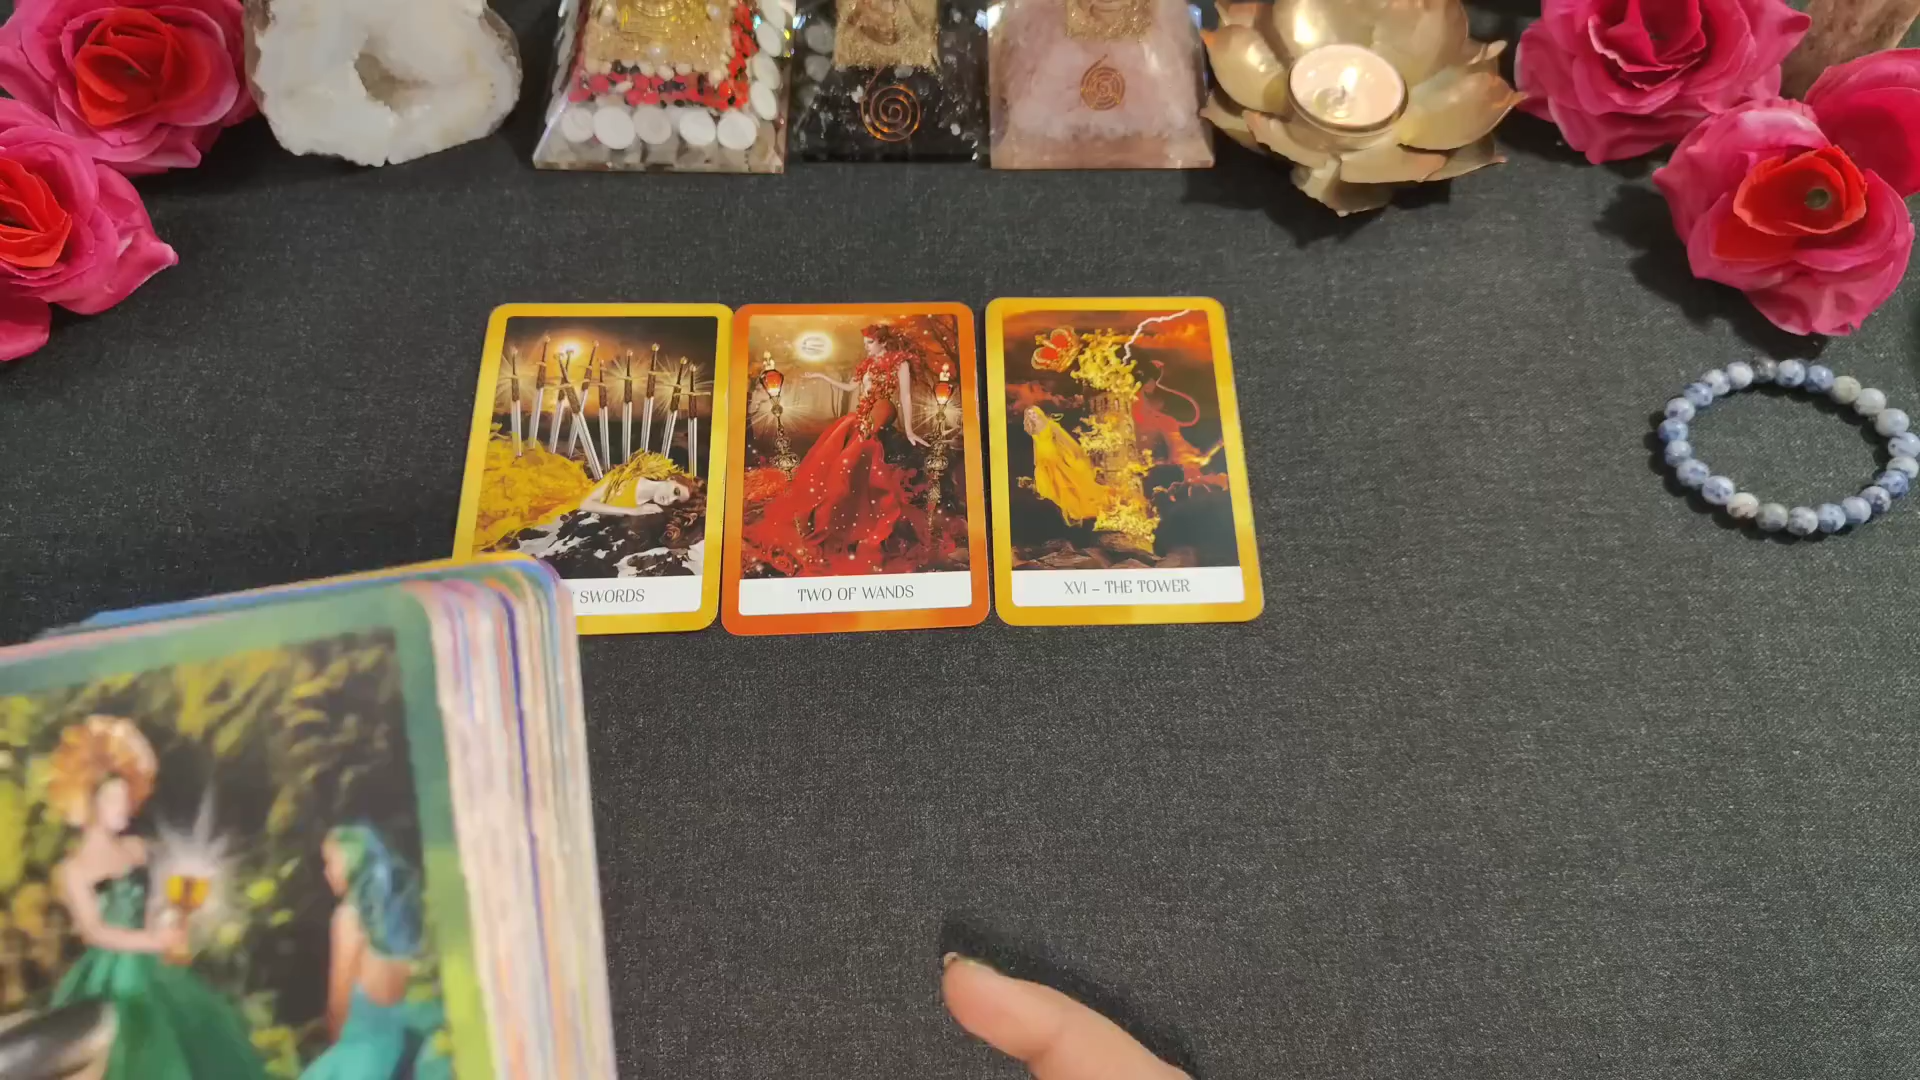 SWORDS
TWO OF WANDS
XVI – THE TOWER